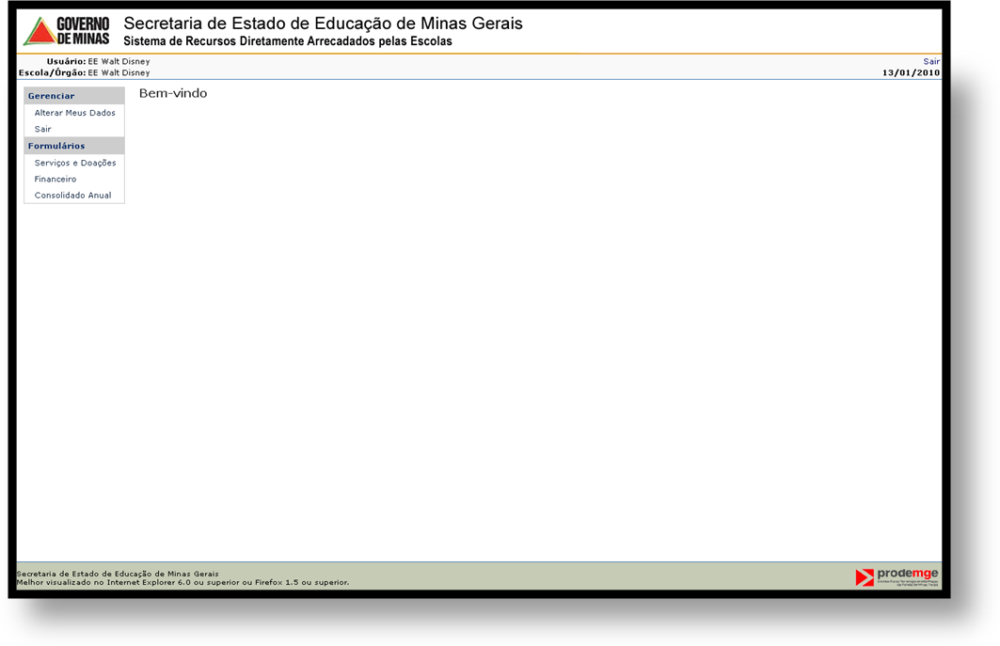 GOVERNO
DE MINAS
Secretaria de Estado de Educação de Minas Gerais
Sistema de Recursos Diretamente Arrecadados pelas Escolas
Usuário: EE Walt Disney
Sair
Escola/Órgão: EE Walt Disney
13/01/2010
Gerenciar
Bem-vindo
Alterar Meus Dados
Sair
Formulários
Serviços e Doações
Financeiro
Consolidado Anual
Secretaria de Estado de Educação de Minas Gerais
Melhor visualizado no Internet Explorer 6.0 ou superior ou Firefox 1.5 ou superior.
prodemge